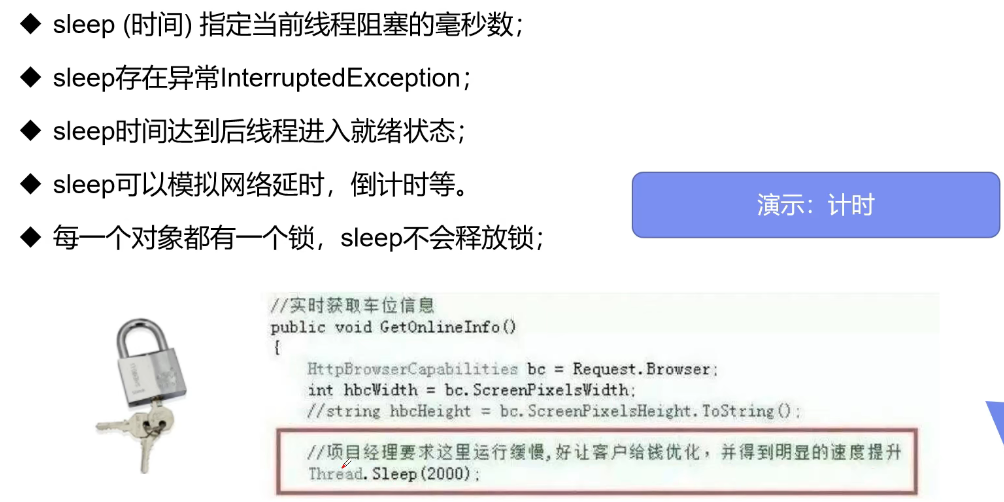 ◆ sleep (时间) 指定当前线程阻塞的毫秒数；
◆ sleep存在异常InterruptedException；
◆ sleep时间达到后线程进入就绪状态；
◆ sleep可以模拟网络延时，倒计时等。
演示：计时
◆ 每一个对象都有一个锁，sleep不会释放锁；
//实时获取车位信息
public void GetOnlineInfo()
{
HttpBrowserCapabilities bc = Request.Browser;
int hbcWidth = bc.ScreenPixelsWidth;
//string hbcHeight = bc.ScreenPixelsHeight.ToString();
//项目经理要求这里运行缓慢,好让客户给钱优化，并得到明显的速度提升
Thread.Sleep(2000);